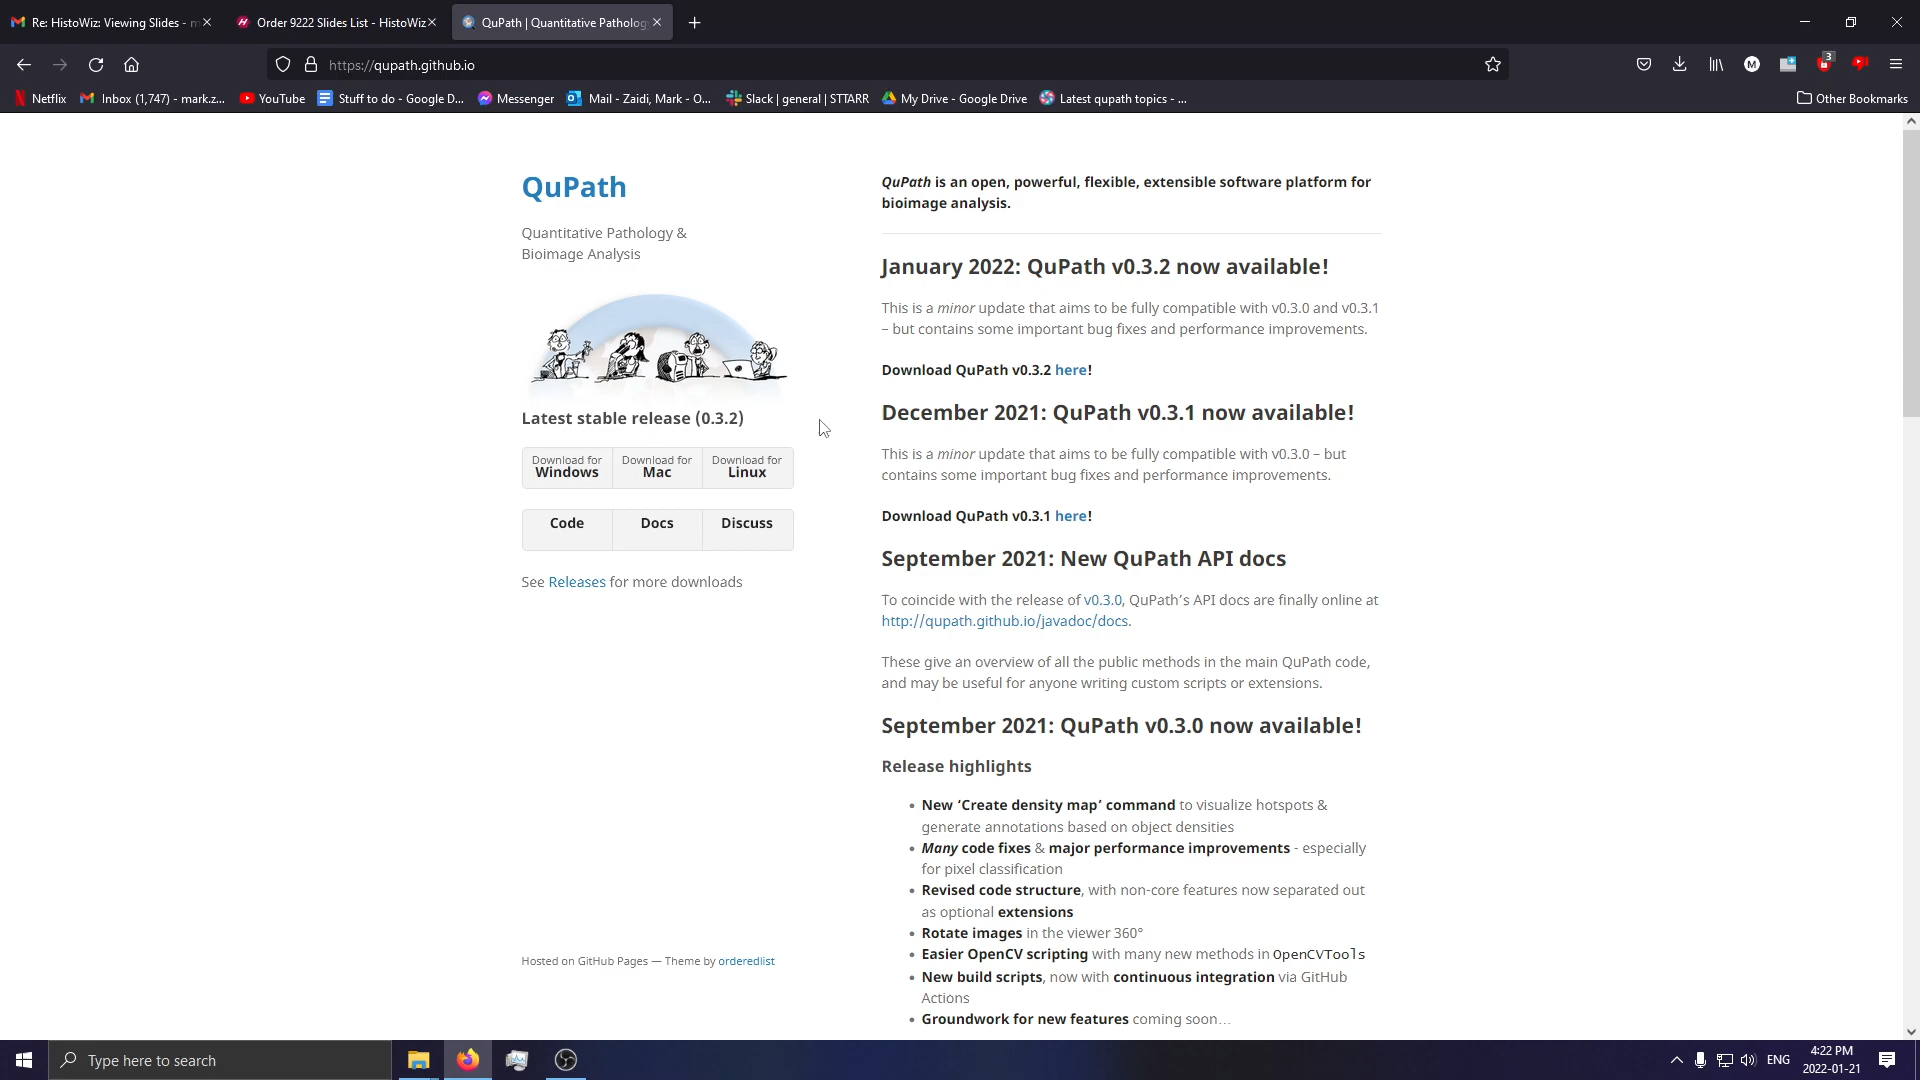 Re: HistoWiz: Viewing Slides - m
Order 9222 Slides List - HistoWiz
QuPath | Quantitative Patholog
https://qupath.github.io
3
M
Netflix
Inbox (1,747) - mark.z...
YouTube
Stuff to do - Google D...
Messenger
Mail - Zaidi, Mark - O...
Slack | general | STTARR
My Drive - Google Drive
Latest qupath topics - ...
Other Bookmarks
QuPath
Quantitative Pathology &
Bioimage Analysis
Latest stable release (0.3.2)
Download for
Windows
Download for
Mac
Download for
Linux
Code
Docs
Discuss
See Releases for more downloads
Hosted on GitHub Pages — Theme by orderedlist
QuPath is an open, powerful, flexible, extensible software platform for
bioimage analysis.
January 2022: QuPath v0.3.2 now available!
This is a minor update that aims to be fully compatible with v0.3.0 and v0.3.1
– but contains some important bug fixes and performance improvements.
Download QuPath v0.3.2 here!
December 2021: QuPath v0.3.1 now available!
This is a minor update that aims to be fully compatible with v0.3.0 – but
contains some important bug fixes and performance improvements.
Download QuPath v0.3.1 here!
September 2021: New QuPath API docs
To coincide with the release of v0.3.0, QuPath’s API docs are finally online at
http://qupath.github.io/javadoc/docs.
These give an overview of all the public methods in the main QuPath code,
and may be useful for anyone writing custom scripts or extensions.
September 2021: QuPath v0.3.0 now available!
Release highlights
• New ‘Create density map’ command to visualize hotspots &
generate annotations based on object densities
• Many code fixes & major performance improvements - especially
for pixel classification
• Revised code structure, with non-core features now separated out
as optional extensions
• Rotate images in the viewer 360°
• Easier OpenCV scripting with many new methods in OpenCVTools
• New build scripts, now with continuous integration via GitHub
Actions
• Groundwork for new features coming soon…
Type here to search
ENG
4:22 PM
2022-01-21